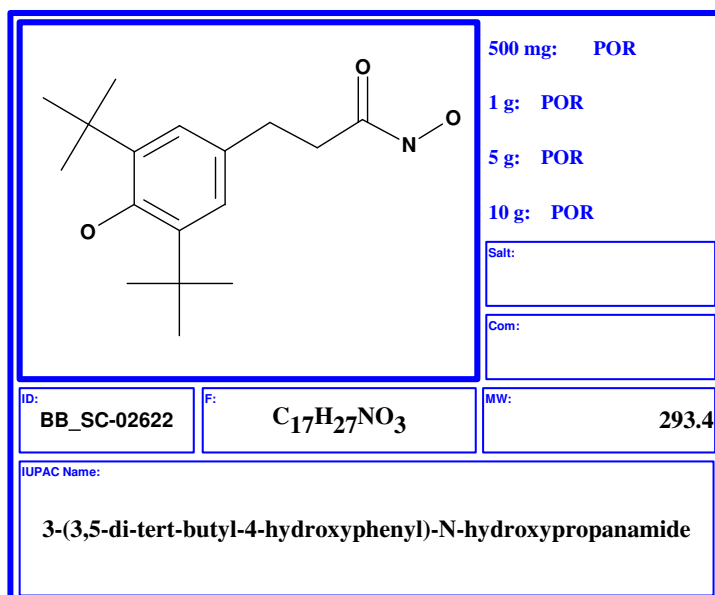 O
O
N
O
500 mg: POR
1 g: POR
5 g: POR
10 g: POR
Salt:
Com:
ID:
BB_SC-02622
F:
C17H27NO3
MW:
293.4
IUPAC Name:
3-(3,5-di-tert-butyl-4-hydroxyphenyl)-N-hydroxypropanamide